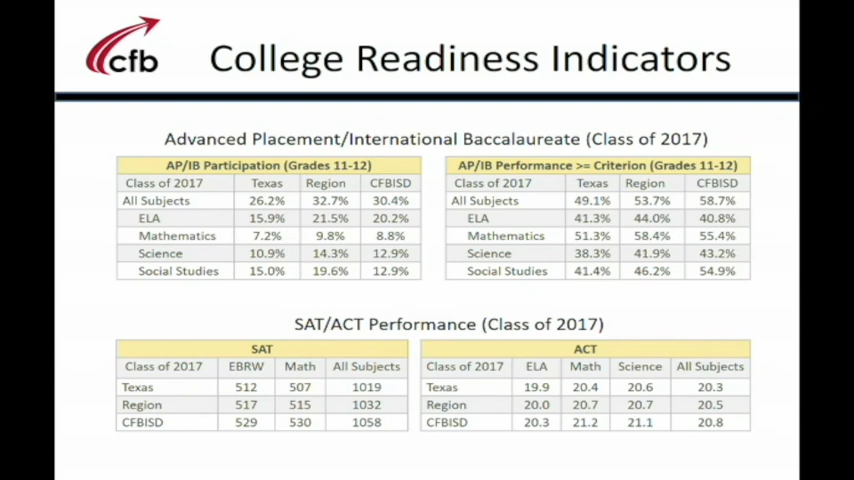 cfb
College Readiness Indicators
Advanced Placement/International Baccalaureate (Class of 2017)
AP/IB Participation (Grades 11-12)
Class of 2017 Texas Region CFBISD
All Subjects 26.2% 32.7% 30.4%
ELA 15.9% 21.5% 20.2%
Mathematics 7.2% 9.8% 8.8%
Science 10.9% 14.3% 12.9%
Social Studies 15.0% 19.6% 12.9%
AP/IB Performance >= Criterion (Grades 11-12)
Class of 2017 Texas Region CFBISD
All Subjects 49.1% 53.7% 58.7%
ELA 41.3% 44.0% 40.8%
Mathematics 51.3% 58.4% 55.4%
Science 38.3% 41.9% 43.2%
Social Studies 41.4% 46.2% 54.9%
SAT/ACT Performance (Class of 2017)
SAT
Class of 2017 EBRW Math All Subjects
Texas 512 507 1019
Region 517 515 1032
CFBISD 529 530 1058
ACT
Class of 2017 ELA Math Science All Subjects
Texas 19.9 20.4 20.6 20.3
Region 20.0 20.7 20.7 20.5
CFBISD 20.3 21.2 21.1 20.8